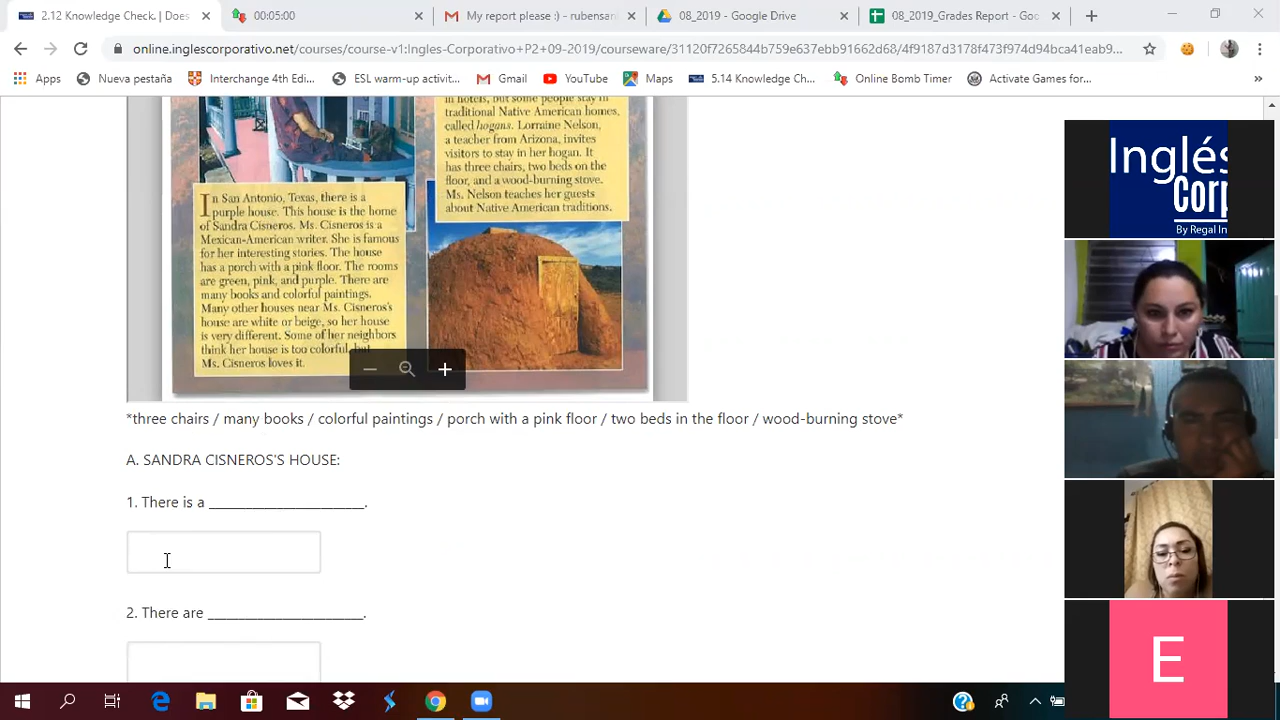 2.12 Knowledge Check. | Does
00:05:00
My report please :) - rubensar
08_2019 - Google Drive
08_2019_Grades Report - Goo
online.inglescorporativo.net/courses/course-v1:Ingles-Corporativo+P2+09-2019/courseware/31120f7265844b759e637ebb91662d68/4f9187d3178f473f974d94bca41eab9...
Apps
Nueva pestaña
Interchange 4th Edi...
ESL warm-up activit...
Gmail
YouTube
Maps
5.14 Knowledge Ch...
Online Bomb Timer
Activate Games for...
in hotels, but some people stay in
traditional Native American homes,
called hogans. Lorraine Nelson,
a teacher from Arizona, invites
visitors to stay in her hogan. It
has three chairs, two beds on the
floor, and a wood-burning stove.
Ms. Nelson teaches her guests
about Native American traditions.
In San Antonio, Texas, there is a
purple house. This house is the home
of Sandra Cisneros. Ms. Cisneros is a
Mexican-American writer. She is famous
for her interesting stories. The house
has a porch with a pink floor. The rooms
are green, pink, and purple. There are
many books and colorful paintings.
Many other houses near Ms. Cisneros's
house are white or beige, so her house
is very different. Some of her neighbors
think her house is too colorful, but
Ms. Cisneros loves it.
*three chairs / many books / colorful paintings / porch with a pink floor / two beds in the floor / wood-burning stove*
A. SANDRA CISNEROS'S HOUSE:
1. There is a _______________________.
2. There are _______________________.
Inglés
Corp
By Regal In
E